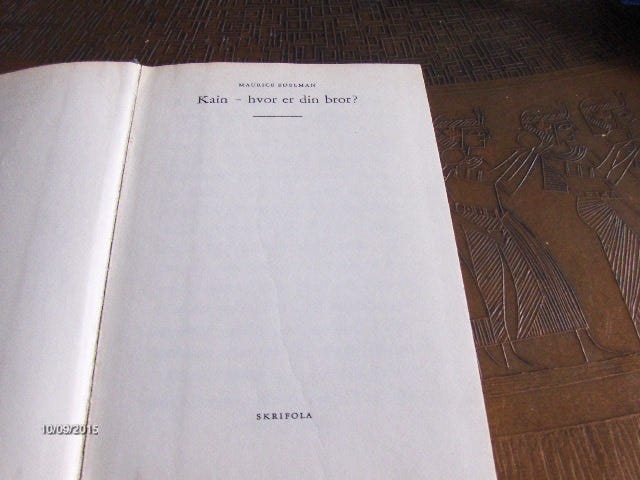 MAURICE EDELMAN
Kain - hvor er din bror?
SKRIFOLA
10/09/2015